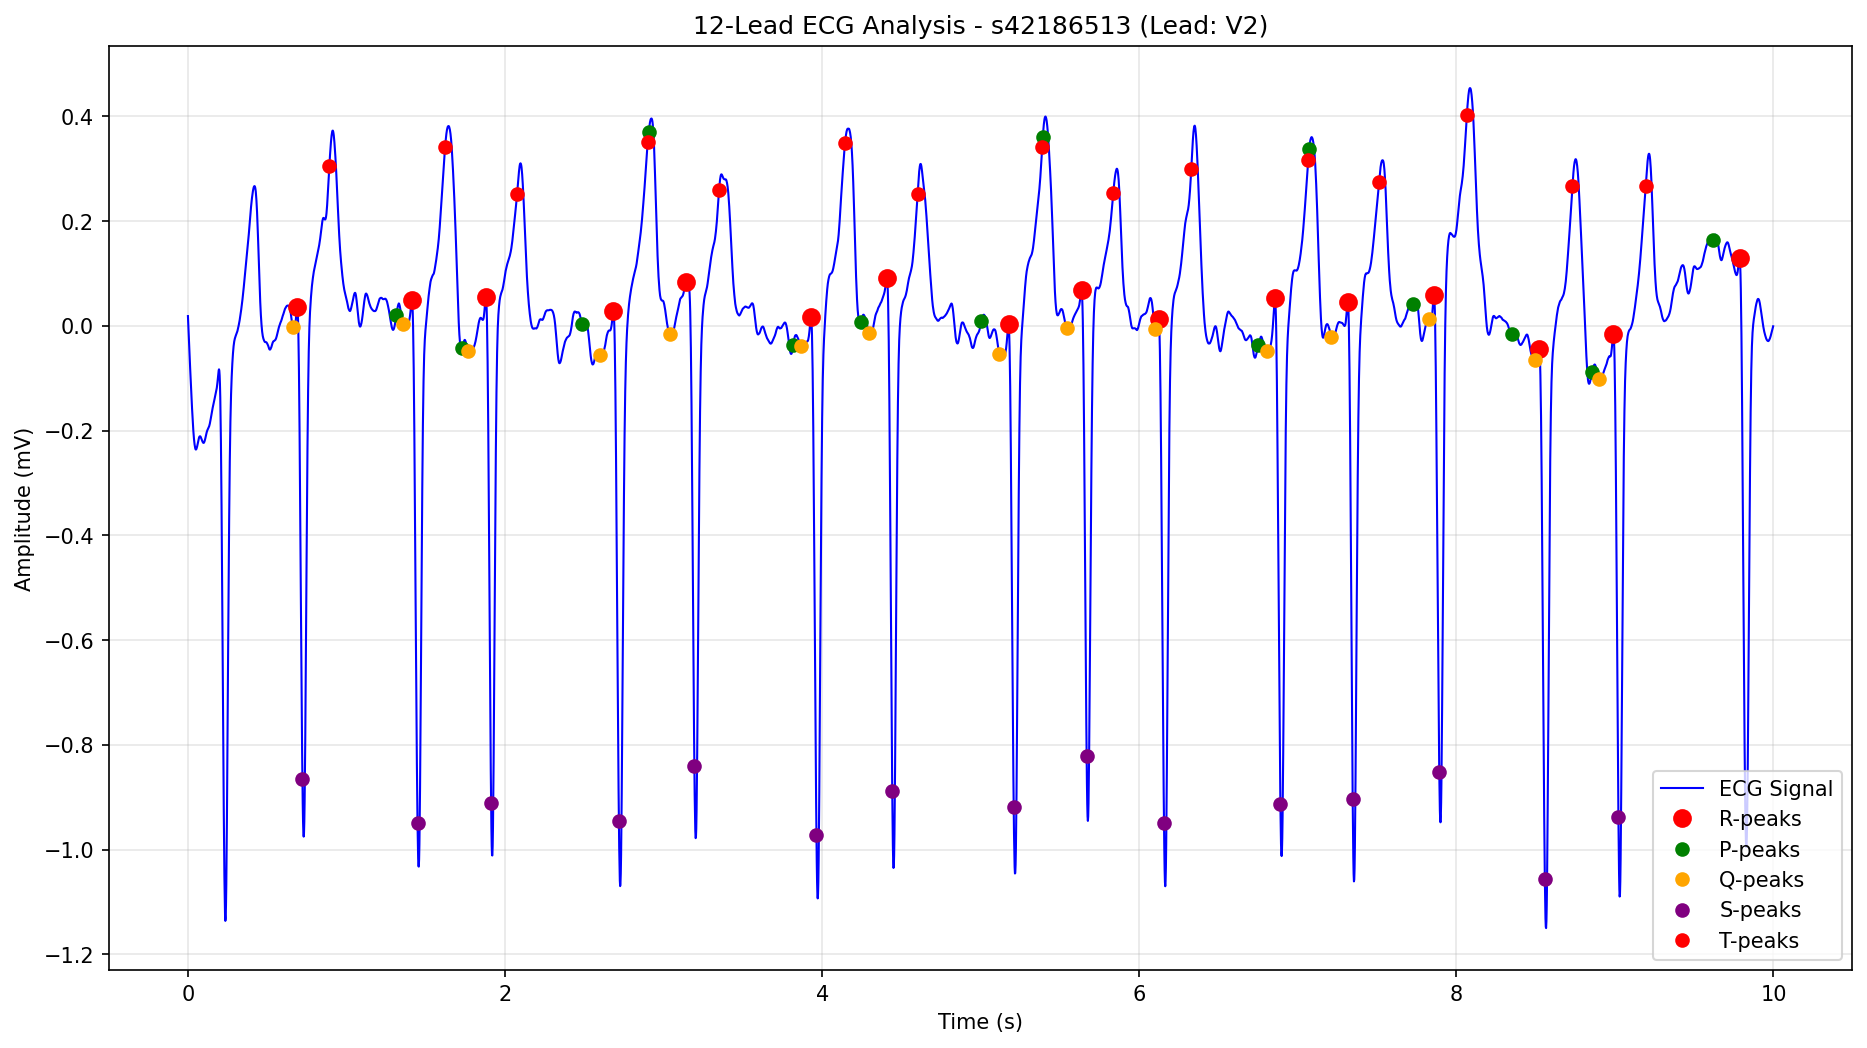 12-Lead ECG Analysis - s42186513 (Lead: V2)
Amplitude (mV)
0.4
0.2
0.0
−0.2
−0.4
−0.6
−0.8
−1.0
−1.2
0 2 4 6 8 10
Time (s)
ECG Signal
R-peaks
P-peaks
Q-peaks
S-peaks
T-peaks